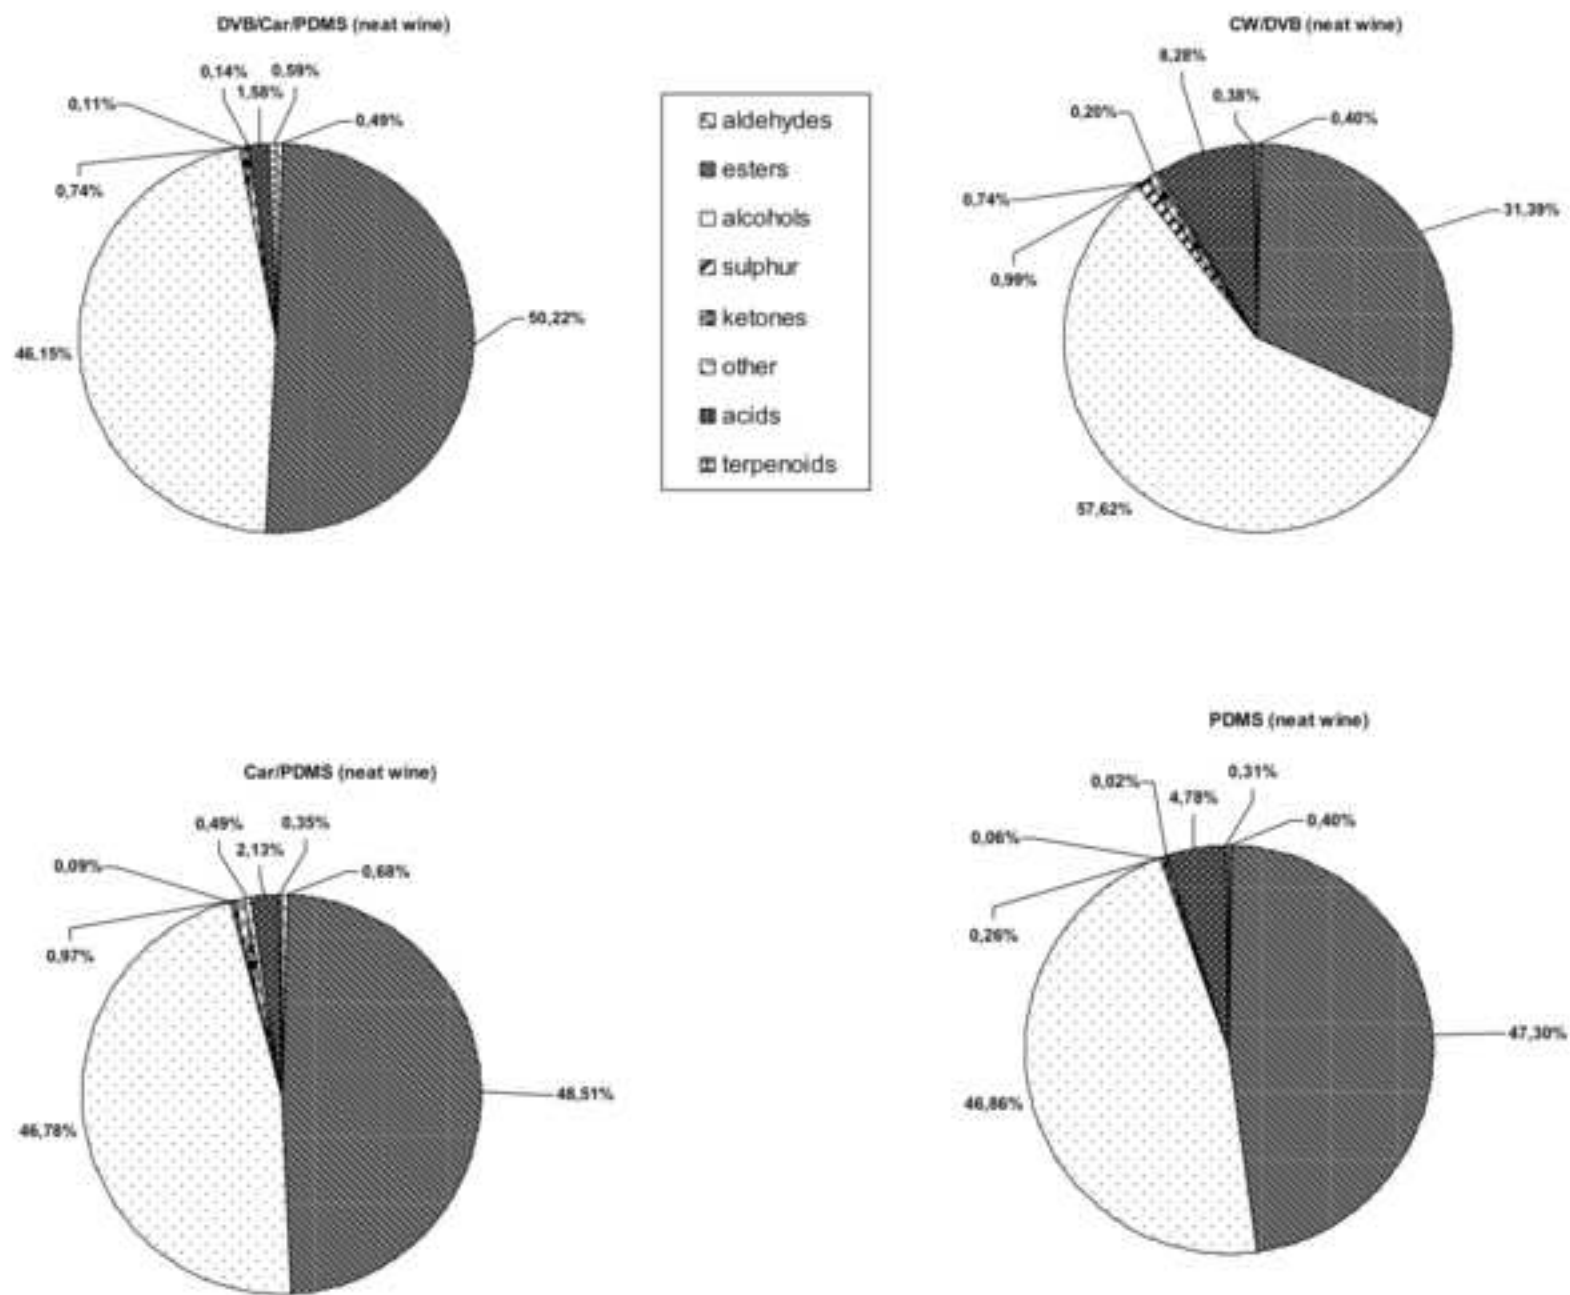 DVB/Car/PDMS (neat wine)
0,14%
0,59%
1,58%
0,11%
0,49%
0,74%
50,22%
46,15%
aldehydes
esters
alcohols
sulphur
ketones
other
acids
terpenoids
CW/DVB (neat wine)
8,28%
0,38%
0,20%
0,40%
0,74%
31,39%
0,99%
57,62%
Car/PDMS (neat wine)
0,49%
0,35%
2,13%
0,09%
0,68%
0,97%
48,51%
46,78%
PDMS (neat wine)
0,31%
0,02%
4,78%
0,40%
0,06%
0,26%
47,30%
46,86%